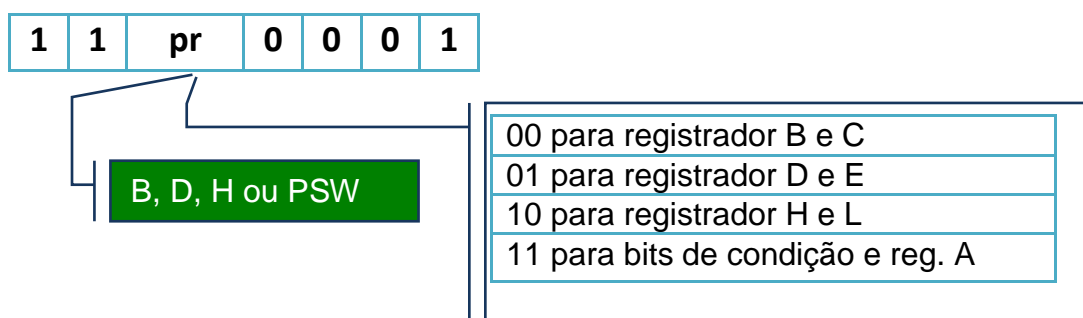 1 1 pr 0 0 0 1
B, D, H ou PSW
00 para registrador B e C
01 para registrador D e E
10 para registrador H e L
11 para bits de condição e reg. A